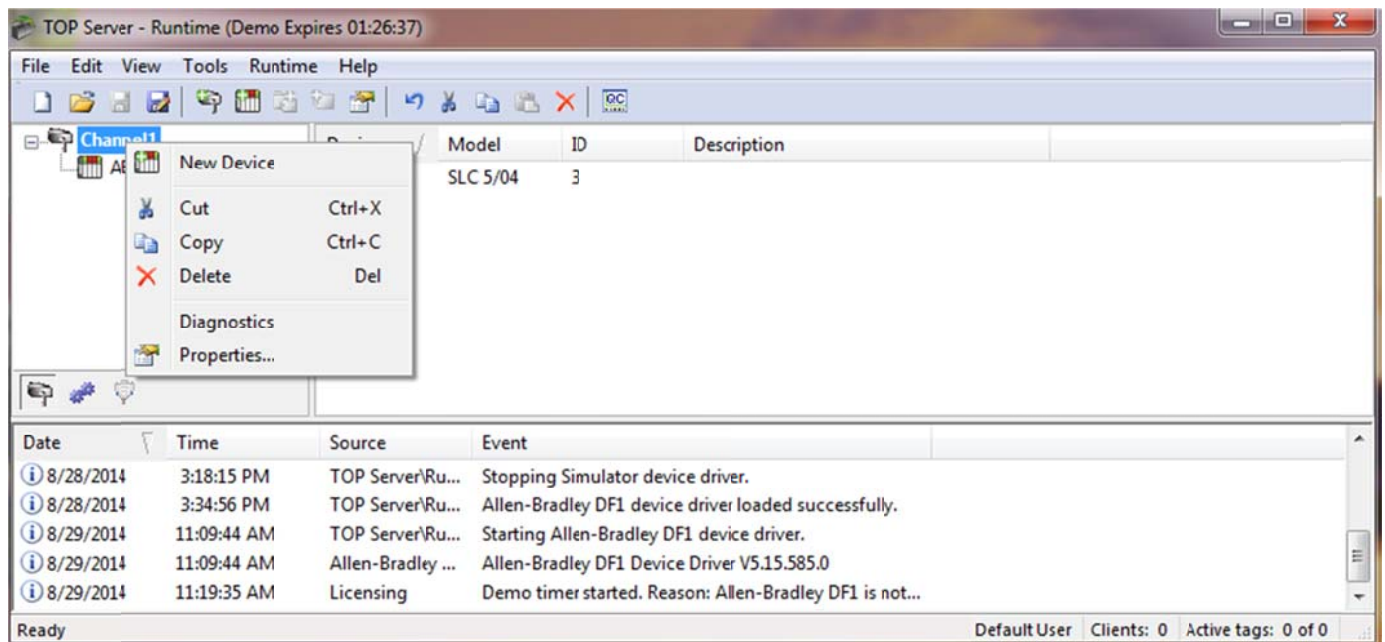 TOP Server - Runtime (Demo Expires 01:26:37)
File Edit View Tools Runtime Help
QC
Channel1
Model ID Description
SLC 5/04 3
New Device
Cut Ctrl+X
Copy Ctrl+C
Delete Del
Diagnostics
Properties...
Date Time Source Event
8/28/2014 3:18:15 PM TOP Server\Ru... Stopping Simulator device driver.
8/28/2014 3:34:56 PM TOP Server\Ru... Allen-Bradley DF1 device driver loaded successfully.
8/29/2014 11:09:44 AM TOP Server\Ru... Starting Allen-Bradley DF1 device driver.
8/29/2014 11:09:44 AM Allen-Bradley ... Allen-Bradley DF1 Device Driver V5.15.585.0
8/29/2014 11:19:35 AM Licensing Demo timer started. Reason: Allen-Bradley DF1 is not...
Ready Default User Clients: 0 Active tags: 0 of 0